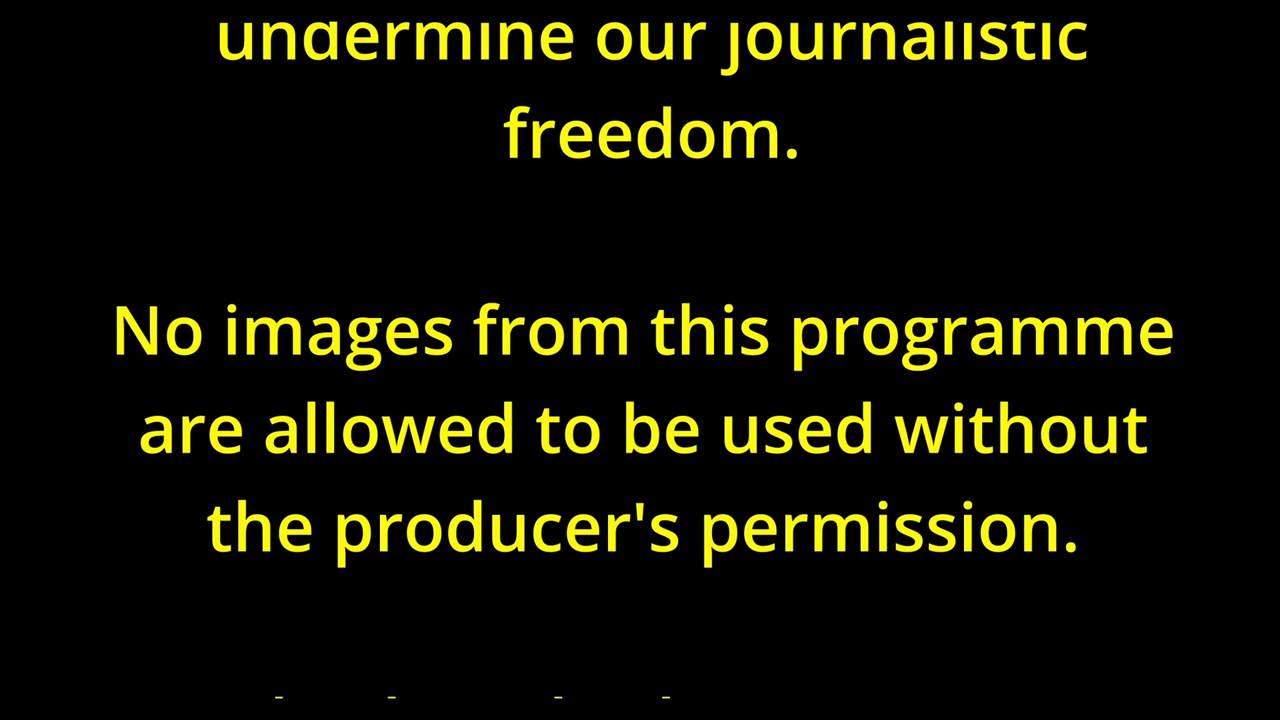 undermine our journalistic
freedom.
No images from this programme
are allowed to be used without
the producer's permission.